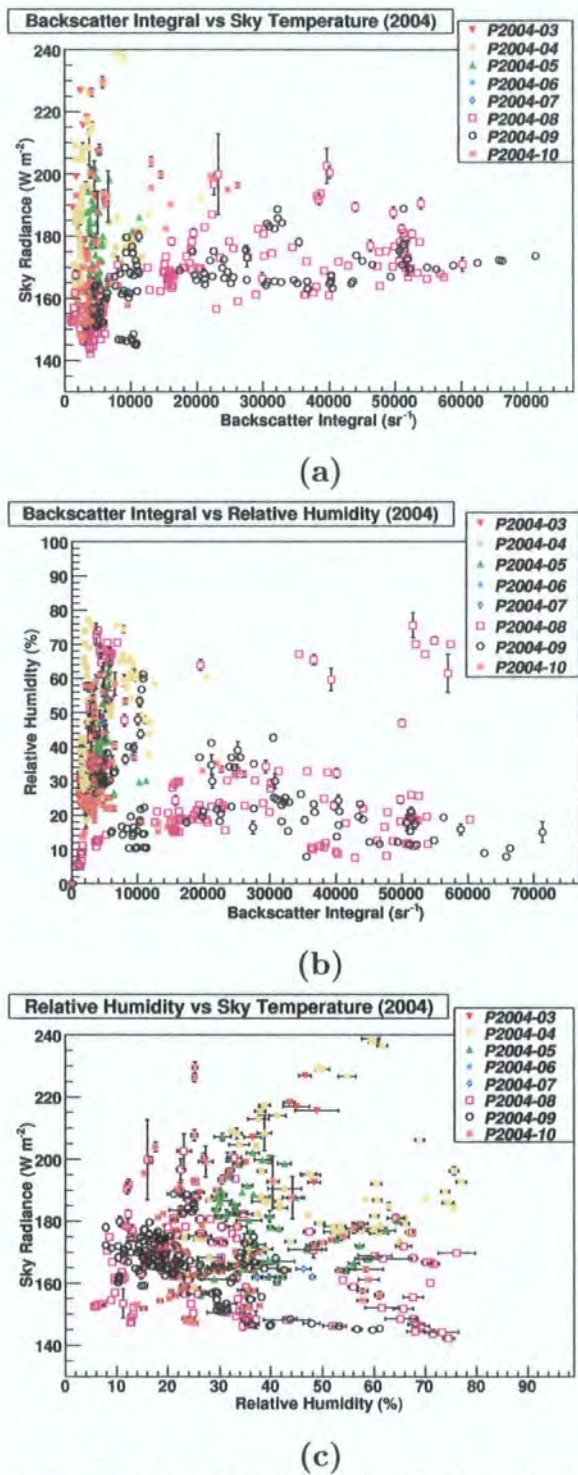 Backscatter Integral vs Sky Temperature (2004)
P2004-03
P2004-04
P2004-05
P2004-06
P2004-07
P2004-08
P2004-09
P2004-10
Sky Radiance (W m-2)
240
220
200
180
160
140
0 10000 20000 30000 40000 50000 60000 70000
Backscatter Integral (sr-1)
(a)
Backscatter Integral vs Relative Humidity (2004)
P2004-03
P2004-04
P2004-05
P2004-06
P2004-07
P2004-08
P2004-09
P2004-10
Relative Humidity (%)
100
90
80
70
60
50
40
30
20
10
0
0 10000 20000 30000 40000 50000 60000 70000
Backscatter Integral (sr-1)
(b)
Relative Humidity vs Sky Temperature (2004)
P2004-03
P2004-04
P2004-05
P2004-06
P2004-07
P2004-08
P2004-09
P2004-10
Sky Radiance (W m-2)
240
220
200
180
160
140
0 10 20 30 40 50 60 70 80 90
Relative Humidity (%)
(c)